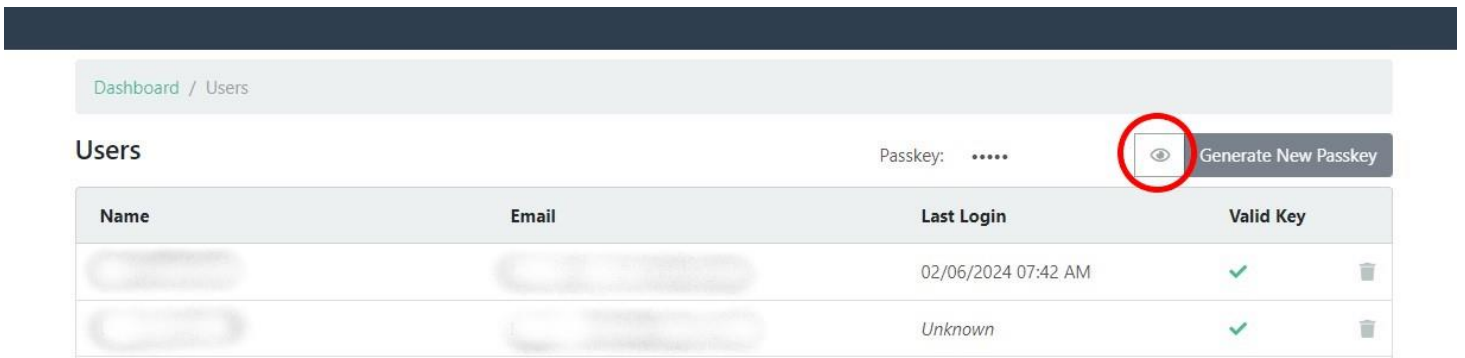 Dashboard / Users
Users
Passkey: •••••
Generate New Passkey
Name Email Last Login Valid Key
02/06/2024 07:42 AM
Unknown